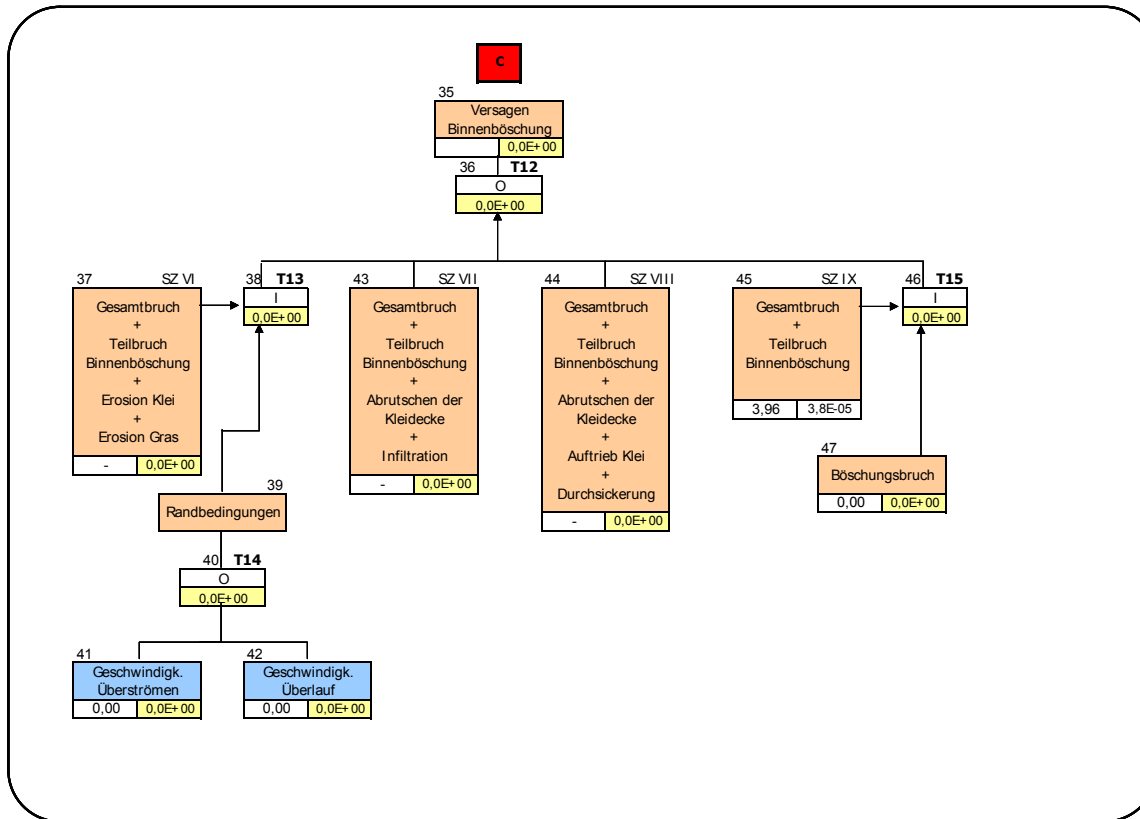 C
35
Versagen
Binnenböschung
0,0E+00
36 T12
O
0,0E+00
37 SZ VI
Gesamtbruch
+
Teilbruch
Binnenböschung
+
Erosion Klei
+
Erosion Gras
- 0,0E+00
38 T13
I
0,0E+00
43 SZ VII
Gesamtbruch
+
Teilbruch
Binnenböschung
+
Abrutschen der
Kleidecke
+
Infiltration
- 0,0E+00
44 SZ VIII
Gesamtbruch
+
Teilbruch
Binnenböschung
+
Abrutschen der
Kleidecke
+
Auftrieb Klei
+
Durchsickerung
- 0,0E+00
45 SZ IX
Gesamtbruch
+
Teilbruch
Binnenböschung
3,96 3,8E-05
46 T15
I
0,0E+00
47
Böschungsbruch
0,00 0,0E+00
39
Randbedingungen
40 T14
O
0,0E+00
41
Geschwindigk.
Überströmen
0,00 0,0E+00
42
Geschwindigk.
Überlauf
0,00 0,0E+00